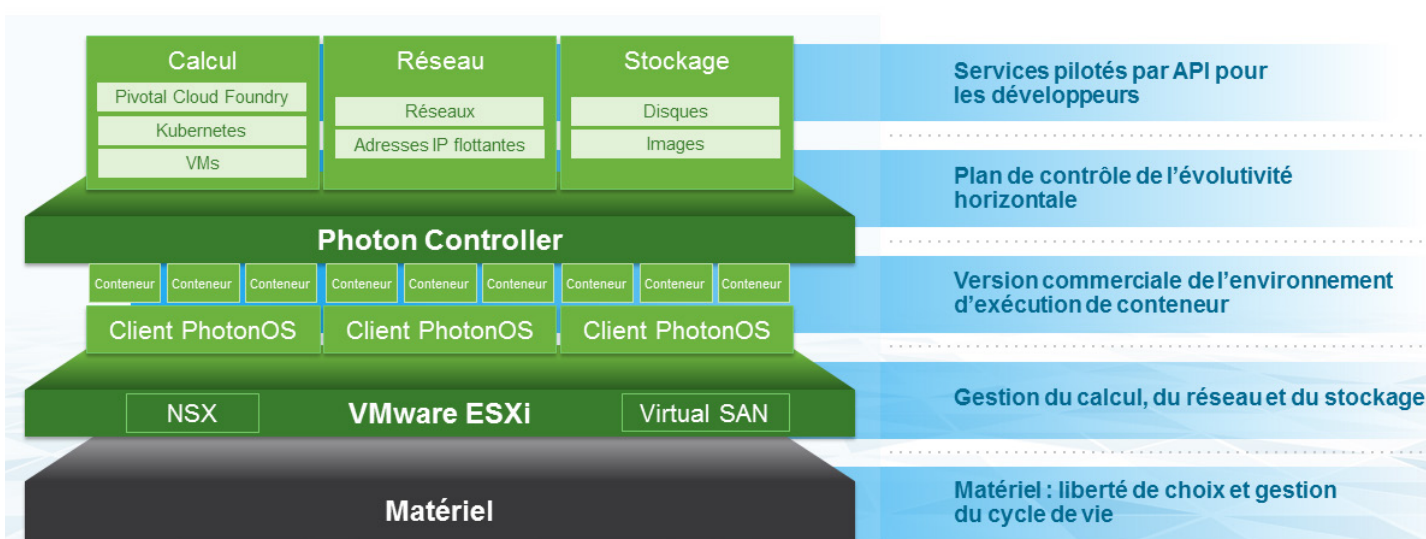 Calcul
Pivotal Cloud Foundry
Kubernetes
VMs
Réseau
Réseaux
Adresses IP flottantes
Stockage
Disques
Images
Services pilotés par API pour
les développeurs
Photon Controller
Plan de contrôle de l’évolutivité
horizontale
Conteneur Conteneur Conteneur Conteneur Conteneur Conteneur Conteneur Conteneur Conteneur
Client PhotonOS Client PhotonOS Client PhotonOS
Version commerciale de l’environnement
d’exécution de conteneur
NSX VMware ESXi Virtual SAN
Gestion du calcul, du réseau et du stockage
Matériel
Matériel : liberté de choix et gestion
du cycle de vie